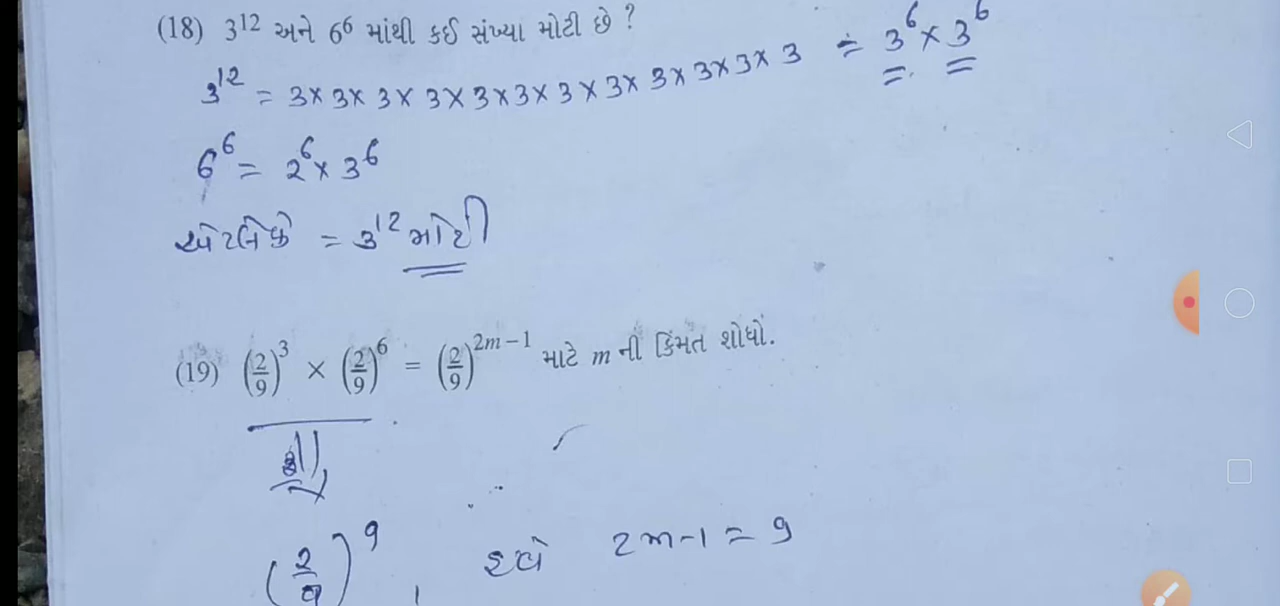 (18) 3¹² અને 6⁶ માંથી કઈ સંખ્યા મોટી છે ?
3¹² = 3×3×3×3×3×3×3×3×3×3×3×3 = 3⁶×3⁶
6⁶ = 2⁶×3⁶
એટલેકે = 3¹² મોટી
(19) (2/9)³ × (2/9)⁶ = (2/9)²ᵐ⁻¹ માટે m ની કિંમત શોધો.
(2/9)⁹, હવે 2m-1=9